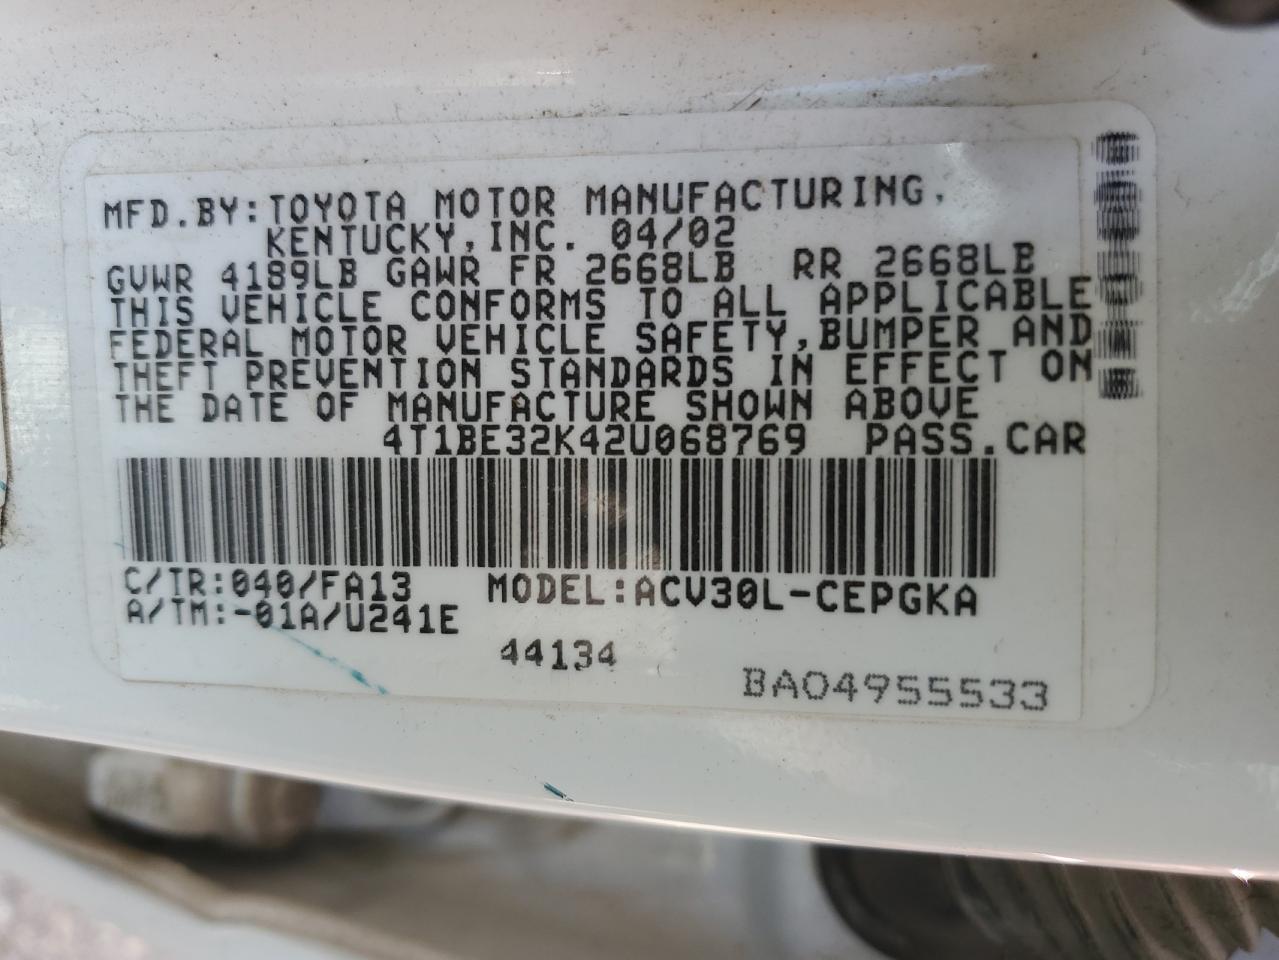 MFD.BY:TOYOTA MOTOR MANUFACTURING,
KENTUCKY,INC. 04/02
GVWR 4189LB GAWR FR 2668LB RR 2668LB
THIS VEHICLE CONFORMS TO ALL APPLICABLE
FEDERAL MOTOR VEHICLE SAFETY,BUMPER AND
THEFT PREVENTION STANDARDS IN EFFECT ON
THE DATE OF MANUFACTURE SHOWN ABOVE
4T1BE32K42U068769 PASS.CAR
C/TR:040/FA13 MODEL:ACV30L-CEPGKA
A/TM:-01A/U241E
44134
BA04955533